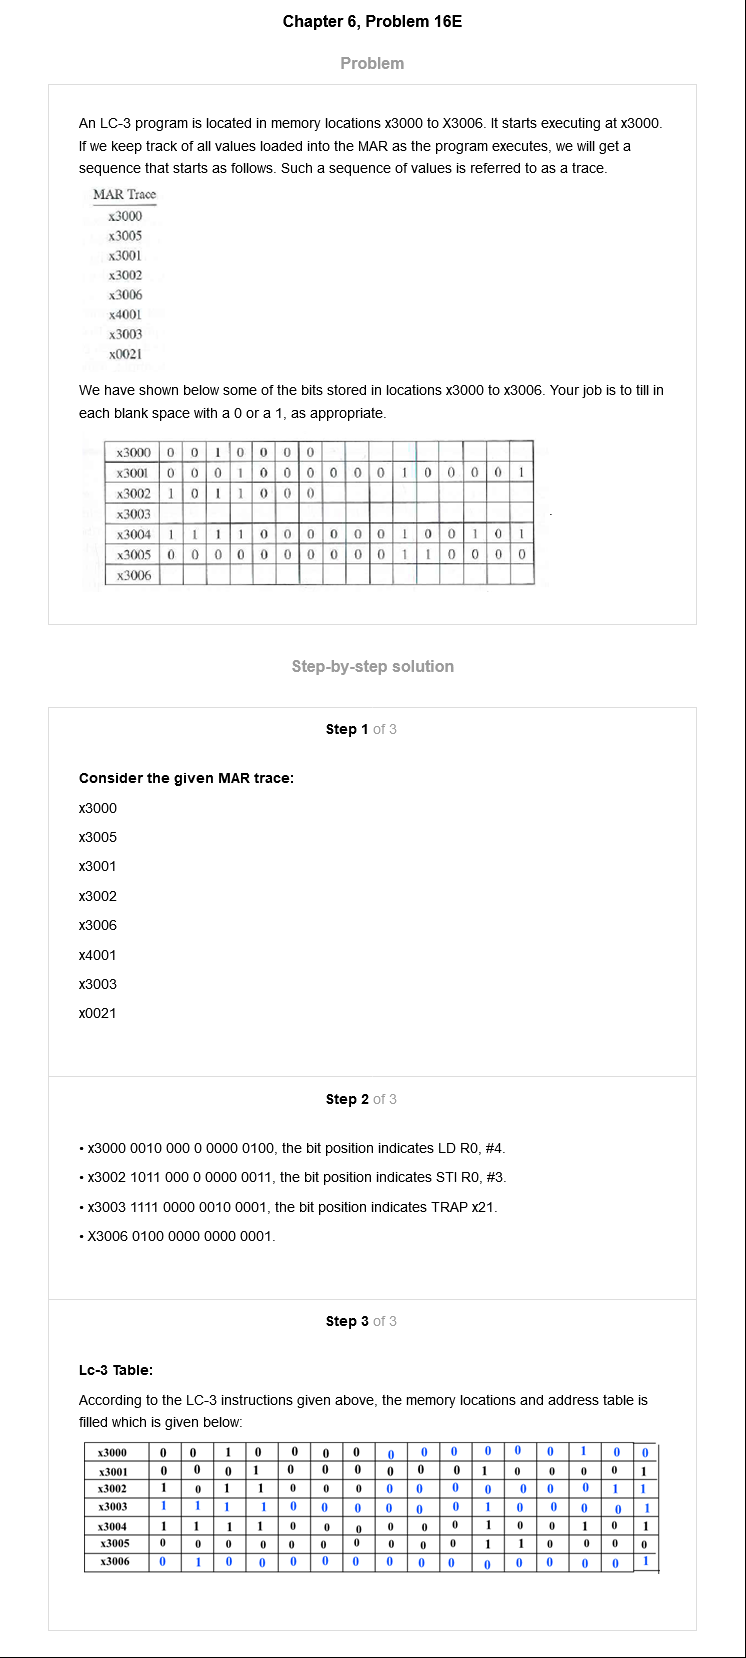 Chapter 6, Problem 16E
Problem
An LC-3 program is located in memory locations x3000 to X3006. It starts executing at x3000.
If we keep track of all values loaded into the MAR as the program executes, we will get a
sequence that starts as follows. Such a sequence of values is referred to as a trace.
MAR Trace
x3000
x3005
x3001
x3002
x3006
x4001
x3003
x0021
We have shown below some of the bits stored in locations x3000 to x3006. Your job is to till in
each blank space with a 0 or a 1, as appropriate.
x3000 0 0 1 0 0 0 0
x3001 0 0 0 1 0 0 0 0 0 0 1 0 0 0 0 1
x3002 1 0 1 1 0 0 0
x3003
x3004 1 1 1 1 0 0 0 0 0 0 1 0 0 1 0 1
x3005 0 0 0 0 0 0 0 0 0 0 1 1 0 0 0 0
x3006
Step-by-step solution
Step 1 of 3
Consider the given MAR trace:
x3000
x3005
x3001
x3002
x3006
x4001
x3003
x0021
Step 2 of 3
• x3000 0010 000 0 0000 0100, the bit position indicates LD R0, #4.
• x3002 1011 000 0 0000 0011, the bit position indicates STI R0, #3.
• x3003 1111 0000 0010 0001, the bit position indicates TRAP x21.
• X3006 0100 0000 0000 0001.
Step 3 of 3
Lc-3 Table:
According to the LC-3 instructions given above, the memory locations and address table is
filled which is given below:
x3000 0 0 1 0 0 0 0 0 0 0 0 0 0 1 0 0
x3001 0 0 0 1 0 0 0 0 0 0 1 0 0 0 0 1
x3002 1 0 1 1 0 0 0 0 0 0 0 0 0 0 1 1
x3003 1 1 1 1 0 0 0 0 0 0 1 0 0 0 0 1
x3004 1 1 1 1 0 0 0 0 0 0 1 0 0 1 0 1
x3005 0 0 0 0 0 0 0 0 0 0 1 1 0 0 0 0
x3006 0 1 0 0 0 0 0 0 0 0 0 0 0 0 0 1